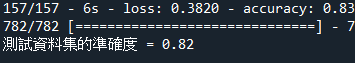 157/157 - 6s - loss: 0.3820 - accuracy: 0.83
782/782 [==============================] - 7
測試資料集的準確度 = 0.82